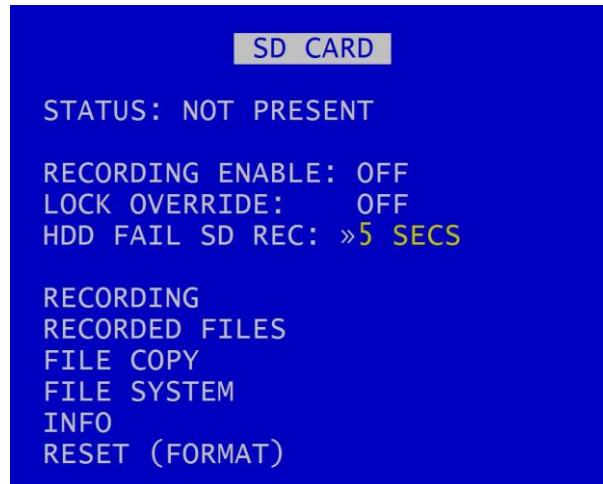 SD CARD
STATUS: NOT PRESENT
RECORDING ENABLE: OFF
LOCK OVERRIDE: OFF
HDD FAIL SD REC: »5 SECS
RECORDING
RECORDED FILES
FILE COPY
FILE SYSTEM
INFO
RESET (FORMAT)